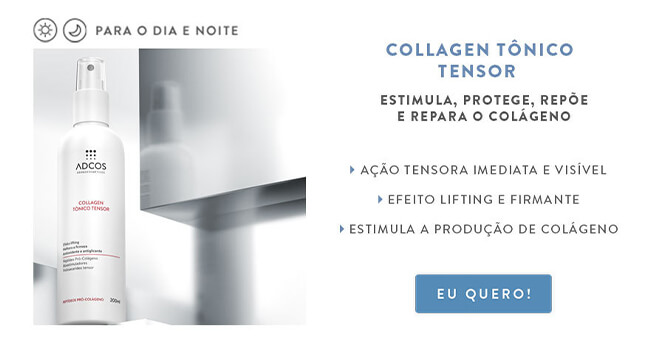 PARA O DIA E NOITE
ADCOS
COLLAGEN
TÔNICO TENSOR
200ml
COLLAGEN TÔNICO
TENSOR
ESTIMULA, PROTEGE, REPÕE
E REPARA O COLÁGENO
AÇÃO TENSORA IMEDIATA E VISÍVEL
EFEITO LIFTING E FIRMANTE
ESTIMULA A PRODUÇÃO DE COLÁGENO
EU QUERO!